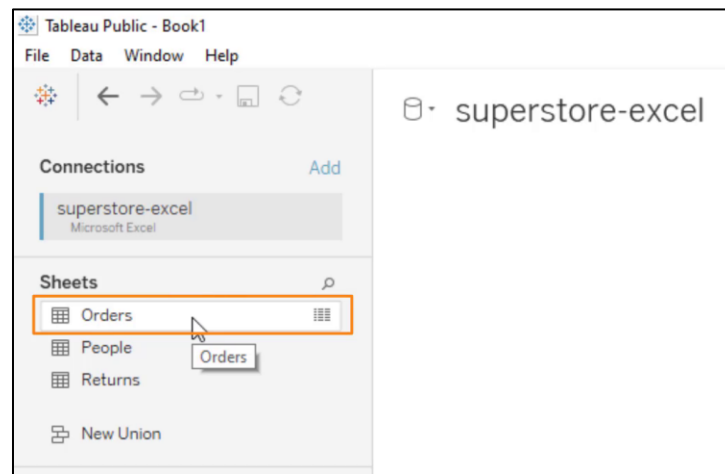 Tableau Public - Book1
File Data Window Help
superstore-excel
Connections Add
superstore-excel
Microsoft Excel
Sheets
Orders
People
Orders
Returns
New Union